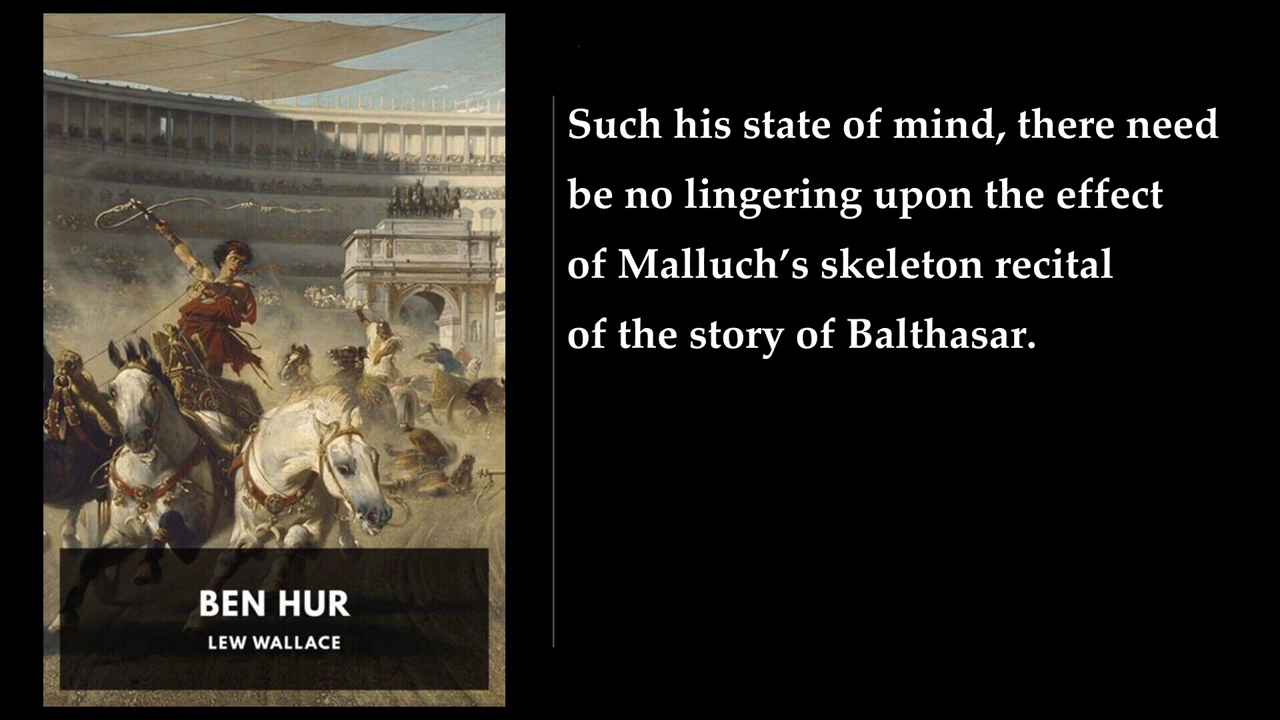 Such his state of mind, there need
be no lingering upon the effect
of Malluch’s skeleton recital
of the story of Balthasar.
BEN HUR
LEW WALLACE